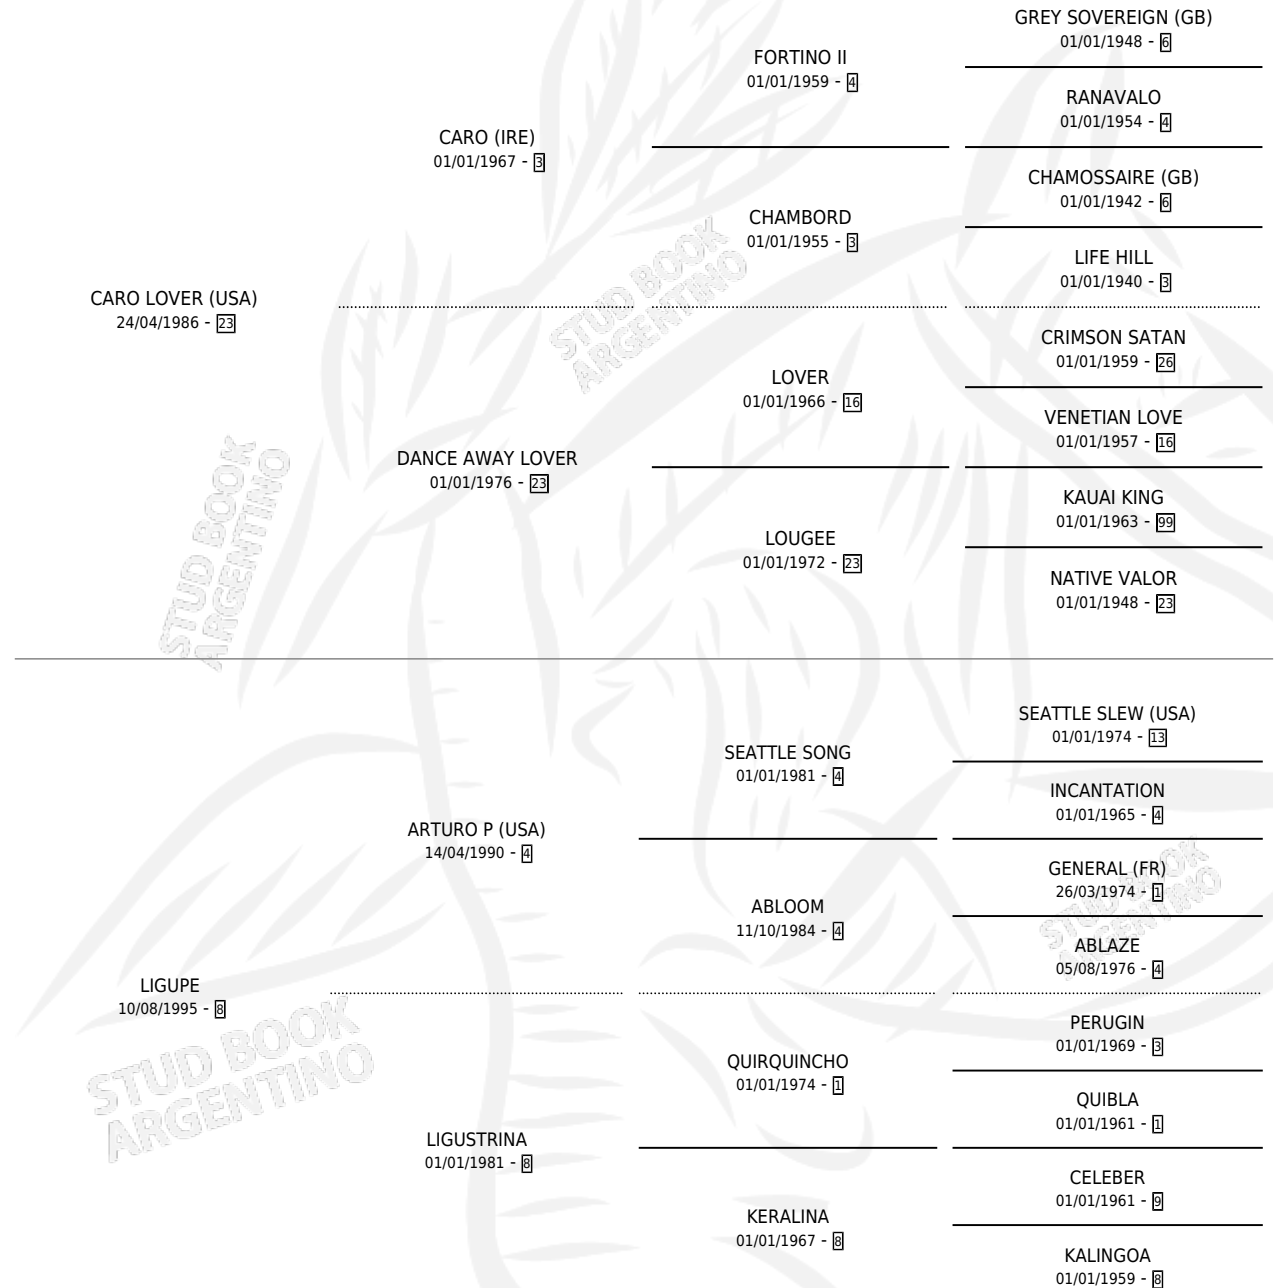 GREY SOVEREIGN (GB)
01/01/1948 - 6
FORTINO II
01/01/1959 - 4
RANAVALO
01/01/1954 - 4
CARO (IRE)
01/01/1967 - 3
CHAMOSSAIRE (GB)
01/01/1942 - 6
CHAMBORD
01/01/1955 - 3
LIFE HILL
01/01/1940 - 3
CARO LOVER (USA)
24/04/1986 - 23
STUD BOOK
ARGENTINO
CRIMSON SATAN
01/01/1959 - 26
LOVER
01/01/1966 - 16
VENETIAN LOVE
01/01/1957 - 16
DANCE AWAY LOVER
01/01/1976 - 23
KAUAI KING
01/01/1963 - 99
LOUGEE
01/01/1972 - 23
NATIVE VALOR
01/01/1948 - 23
STUD BOOK
ARGENTINO
SEATTLE SLEW (USA)
01/01/1974 - 13
SEATTLE SONG
01/01/1981 - 4
INCANTATION
01/01/1965 - 4
ARTURO P (USA)
14/04/1990 - 4
GENERAL (FR)
26/03/1974 - 1
ABLOOM
11/10/1984 - 4
ABLAZE
05/08/1976 - 4
STUD BOOK
ARGENTINO
LIGUPE
10/08/1995 - 8
PERUGIN
01/01/1969 - 3
QUIRQUINCHO
01/01/1974 - 1
QUIBLA
01/01/1961 - 1
STUD BOOK
ARGENTINO
LIGUSTRINA
01/01/1981 - 8
CELEBER
01/01/1961 - 9
KERALINA
01/01/1967 - 8
KALINGOA
01/01/1959 - 8